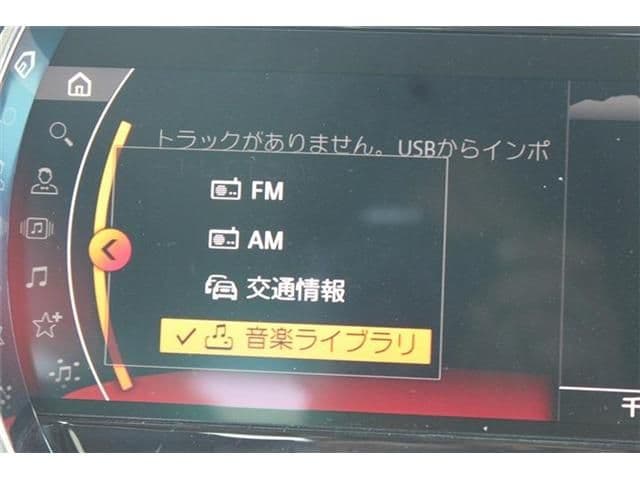 トラックがありません。USBからインポ
FM
AM
交通情報
✓ 音楽ライブラリ
千